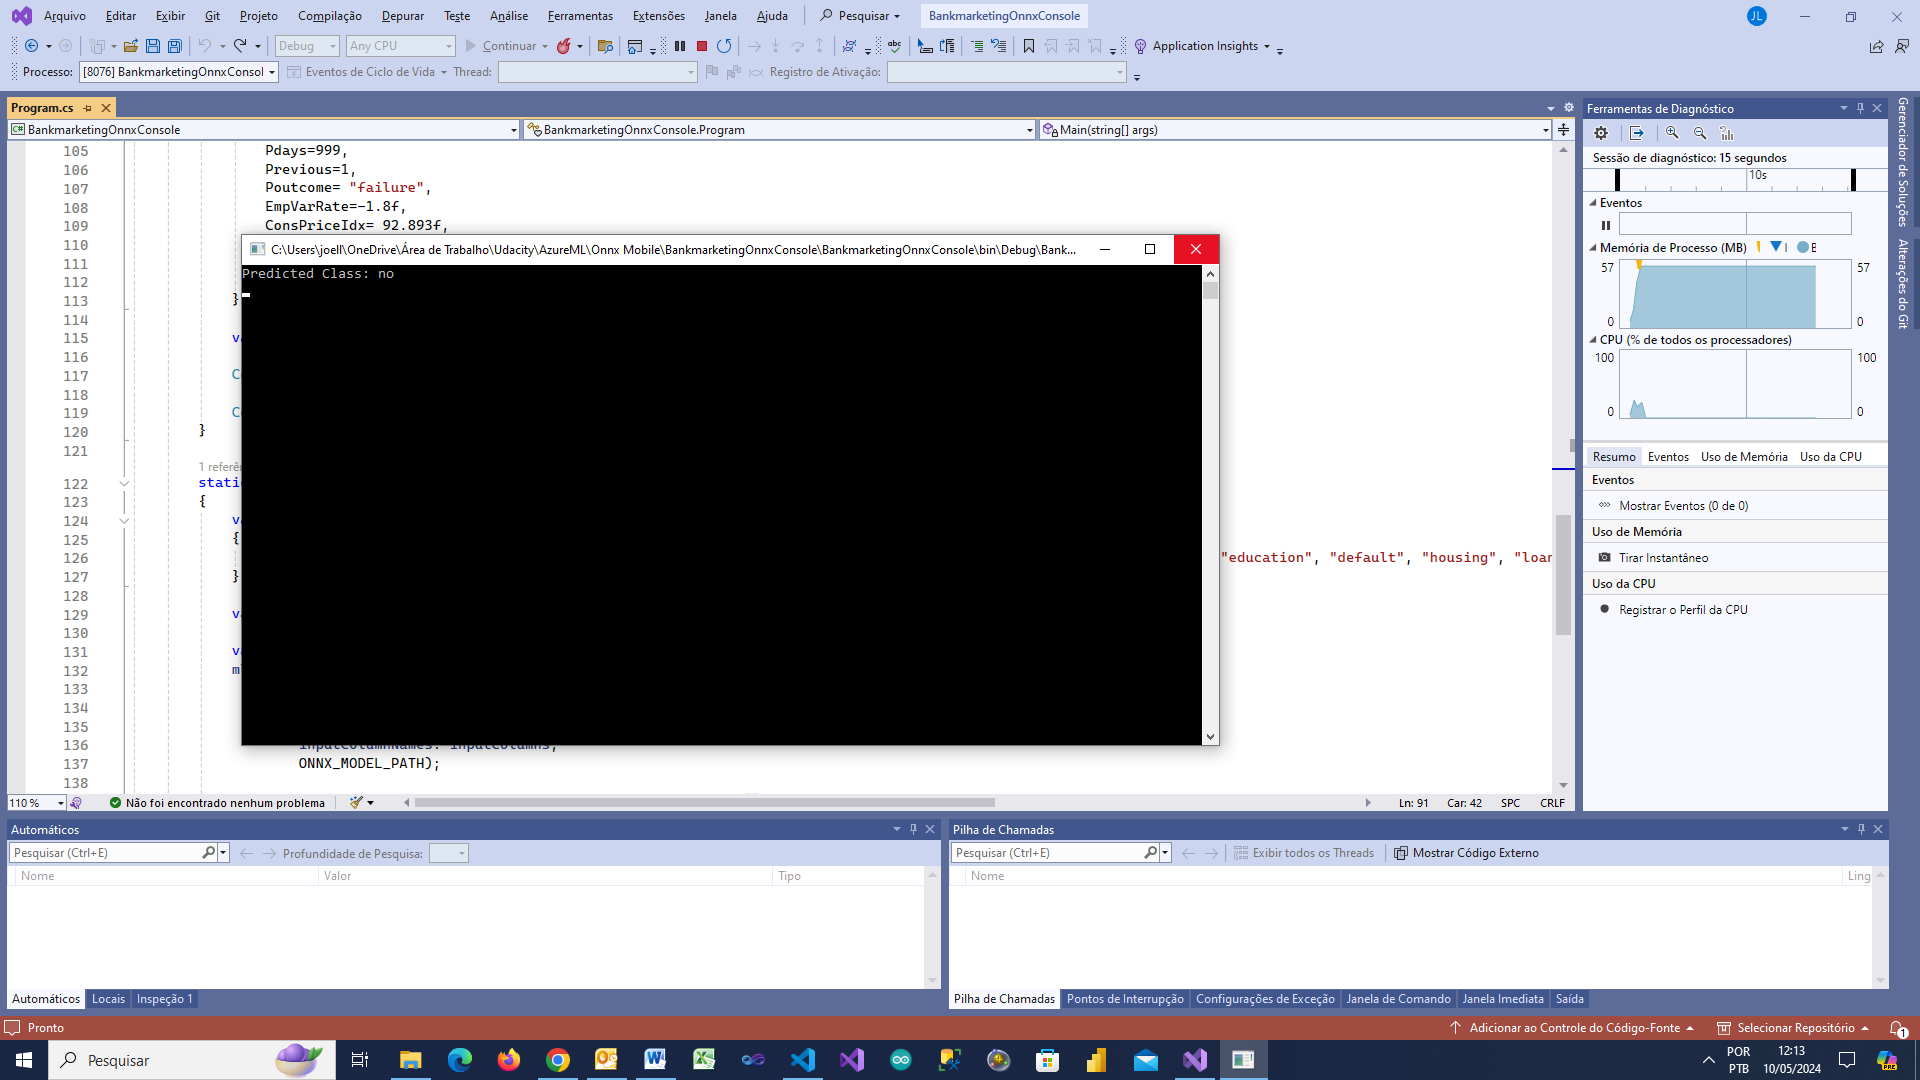 Arquivo Editar Exibir Git Projeto Compilação Depurar Teste Análise Ferramentas Extensões Janela Ajuda Pesquisar BankmarketingOnnxConsole JL
Debug Any CPU Continuar Application Insights
Processo: [8076] BankmarketingOnnxConsol Eventos de Ciclo de Vida Thread: Registro de Ativação:
Program.cs
BankmarketingOnnxConsole BankmarketingOnnxConsole.Program Main(string[] args)
105 Pdays=999,
106 Previous=1,
107 Poutcome= "failure",
108 EmpVarRate=-1.8f,
109 ConsPriceIdx= 92.893f,
C:\Users\joell\OneDrive\Área de Trabalho\Udacity\AzureML\Onnx Mobile\BankmarketingOnnxConsole\BankmarketingOnnxConsole\bin\Debug\Bank...
Predicted Class: no
110
111
112
113 }
114
115
116
117 C
118
119
120 }
121
1 referê
122 stati
123 {
124
125 {
126 "education", "default", "housing", "loan
127 }
128
129
130
131
132
133
134
135
136 inputColumnNames: inputColumns,
137 ONNX_MODEL_PATH);
138
110 % Não foi encontrado nenhum problema Ln: 91 Car: 42 SPC CRLF
Ferramentas de Diagnóstico
Sessão de diagnóstico: 15 segundos
10s
Eventos
Memória de Processo (MB)
57 57
0 0
CPU (% de todos os processadores)
100 100
0 0
Resumo Eventos Uso de Memória Uso da CPU
Eventos
Mostrar Eventos (0 de 0)
Uso de Memória
Tirar Instantâneo
Uso da CPU
Registrar o Perfil da CPU
Gerenciador de Soluções
Alterações do Git
Automáticos
Pesquisar (Ctrl+E) Profundidade de Pesquisa:
Nome Valor Tipo
Automáticos Locais Inspeção 1
Pilha de Chamadas
Pesquisar (Ctrl+E) Exibir todos os Threads Mostrar Código Externo
Nome Ling
Pilha de Chamadas Pontos de Interrupção Configurações de Exceção Janela de Comando Janela Imediata Saída
Pronto Adicionar ao Controle do Código-Fonte Selecionar Repositório 1
Pesquisar
POR
PTB
12:13
10/05/2024